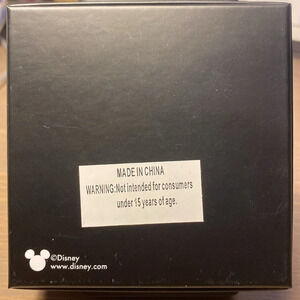 MADE IN CHINA
WARNING:Not intended for consumers
under 15 years of age.
©Disney
www.disney.com